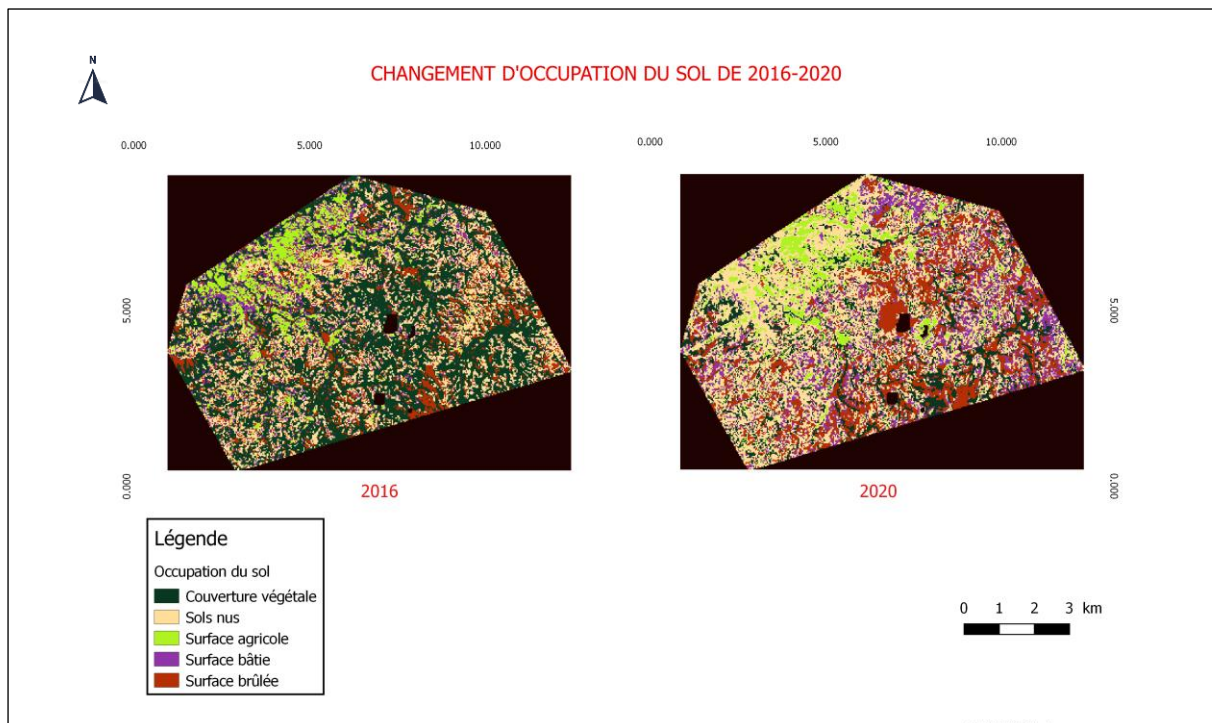 N
CHANGEMENT D'OCCUPATION DU SOL DE 2016-2020
0.000 5.000 10.000
0.000 5.000 10.000
5.000
0.000
5.000
0.000
2016
2020
Légende
Occupation du sol
Couverture végétale
Sols nus
Surface agricole
Surface bâtie
Surface brûlée
0 1 2 3 km